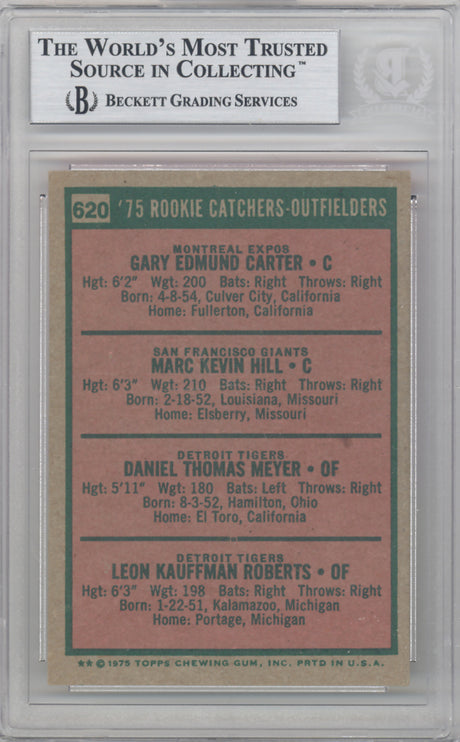 THE WORLD'S MOST TRUSTED
SOURCE IN COLLECTING™
B BECKETT GRADING SERVICES
620 '75 ROOKIE CATCHERS-OUTFIELDERS
MONTREAL EXPOS
GARY EDMUND CARTER • C
Hgt: 6'2" Wgt: 200 Bats: Right Throws: Right
Born: 4-8-54, Culver City, California
Home: Fullerton, California
SAN FRANCISCO GIANTS
MARC KEVIN HILL • C
Hgt: 6'3" Wgt: 210 Bats: Right Throws: Right
Born: 2-18-52, Louisiana, Missouri
Home: Elsberry, Missouri
DETROIT TIGERS
DANIEL THOMAS MEYER • OF
Hgt: 5'11" Wgt: 180 Bats: Left Throws: Right
Born: 8-3-52, Hamilton, Ohio
Home: El Toro, California
DETROIT TIGERS
LEON KAUFFMAN ROBERTS • OF
Hgt: 6'3" Wgt: 198 Bats: Right Throws: Right
Born: 1-22-51, Kalamazoo, Michigan
Home: Portage, Michigan
** © 1975 TOPPS CHEWING GUM, INC. PRTD IN U.S.A.